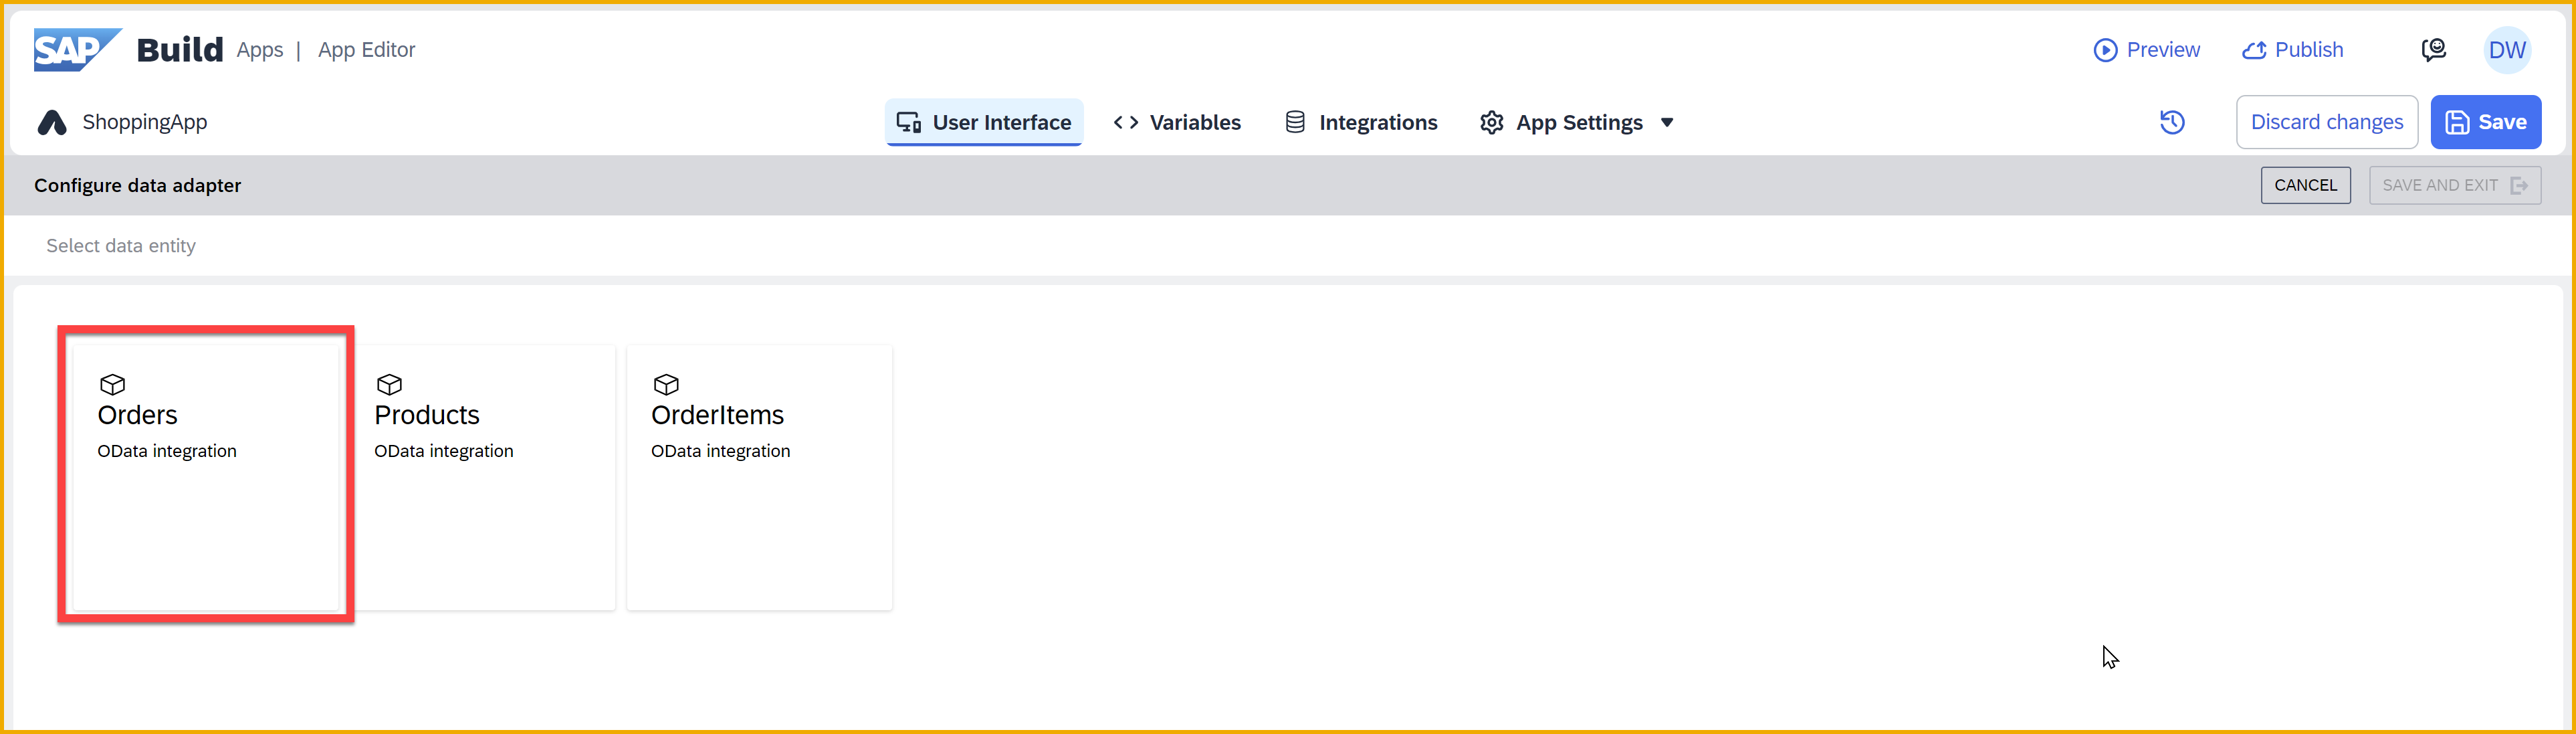 SAP Build Apps | App Editor
Preview Publish DW
ShoppingApp
User Interface Variables Integrations App Settings
Discard changes Save
Configure data adapter
CANCEL SAVE AND EXIT
Select data entity
Orders
OData integration
Products
OData integration
OrderItems
OData integration